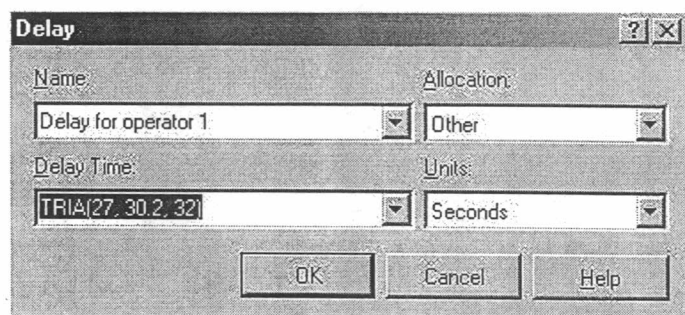 Delay ? ×
Name: Allocation:
Delay for operator 1 Other
Delay Time: Units:
TRIA(27, 30.2, 32) Seconds
OK Cancel Help